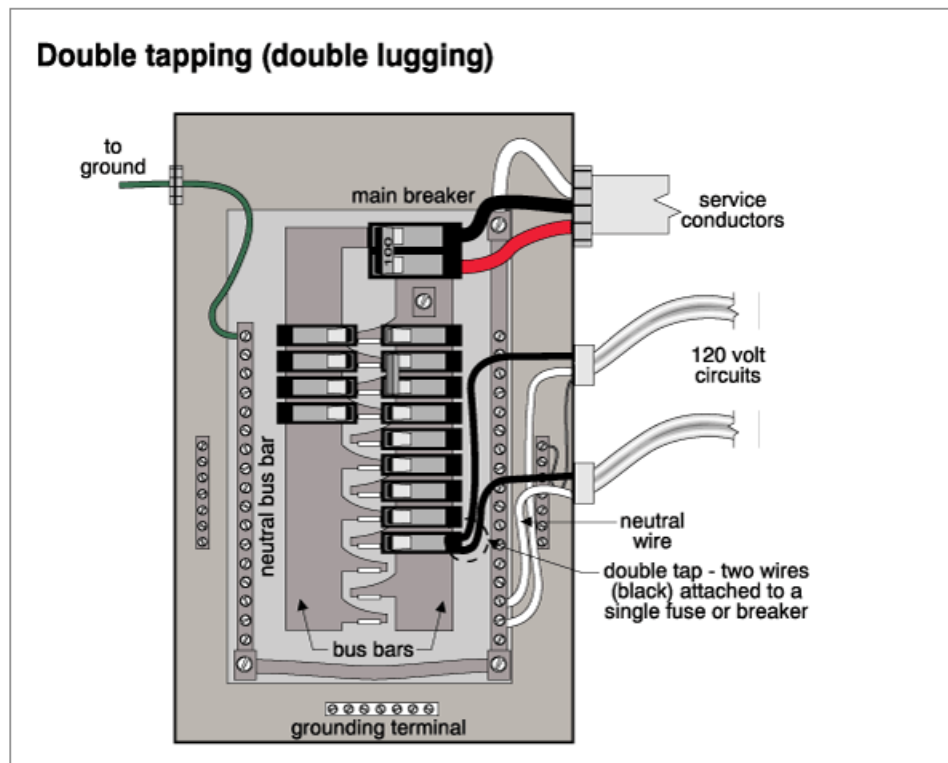 Double tapping (double lugging)
to
ground
main breaker
service
conductors
100
120 volt
circuits
neutral bus bar
neutral
wire
double tap - two wires
(black) attached to a
single fuse or breaker
bus bars
grounding terminal